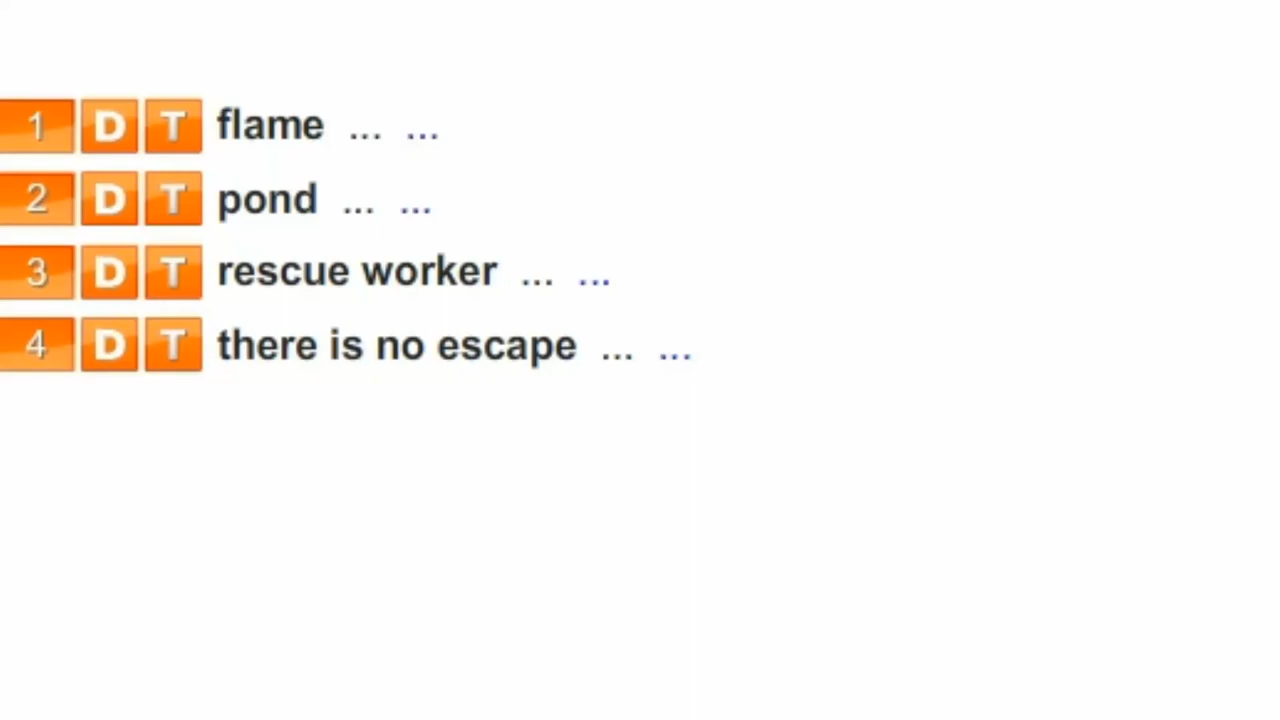 1 D T flame ... ...
2 D T pond ... ...
3 D T rescue worker ... ...
4 D T there is no escape ... ...